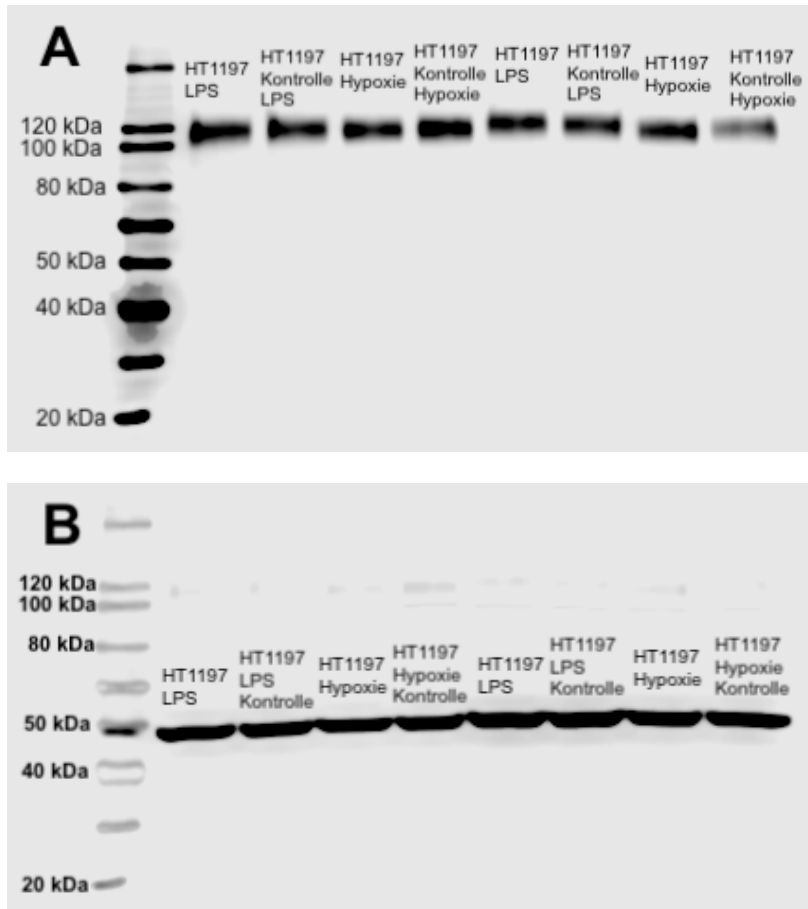 A
HT1197
LPS
HT1197
Kontrolle
LPS
HT1197
Hypoxie
HT1197
Kontrolle
Hypoxie
HT1197
LPS
HT1197
Kontrolle
LPS
HT1197
Hypoxie
HT1197
Kontrolle
Hypoxie
120 kDa
100 kDa
80 kDa
50 kDa
40 kDa
20 kDa
B
120 kDa
100 kDa
80 kDa
HT1197
LPS
HT1197
LPS
Kontrolle
HT1197
Hypoxie
HT1197
Hypoxie
Kontrolle
HT1197
LPS
HT1197
LPS
Kontrolle
HT1197
Hypoxie
HT1197
Hypoxie
Kontrolle
50 kDa
40 kDa
20 kDa